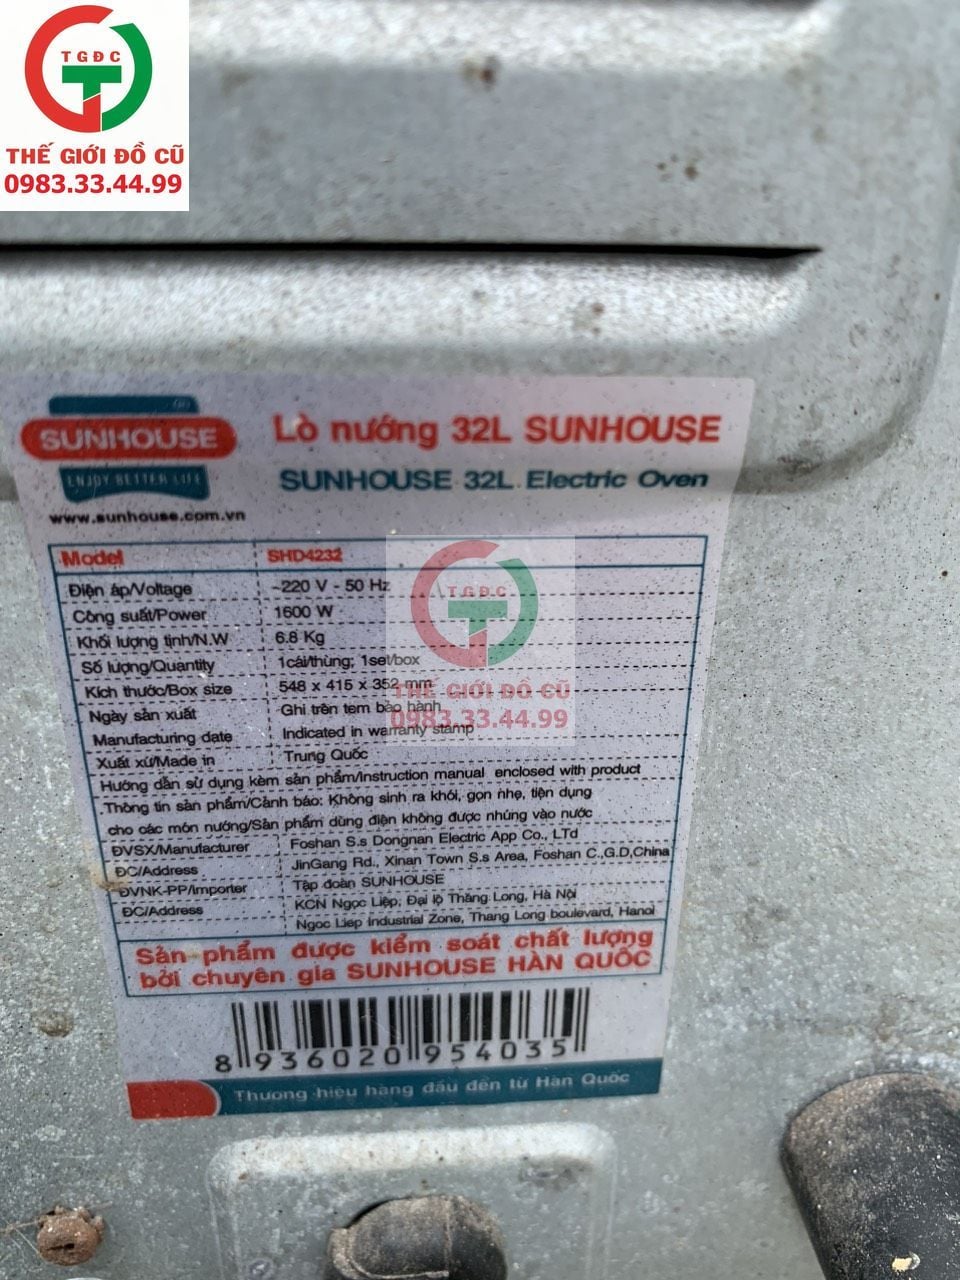 TGĐC
THẾ GIỚI ĐỒ CŨ
0983.33.44.99
SUNHOUSE
ENJOY BETTER LIFE
www.sunhouse.com.vn
Lò nướng 32L SUNHOUSE
SUNHOUSE 32L Electric Oven
Model SHD4232
Điện áp/Voltage ~220 V - 50 Hz
Công suất/Power 1600 W
Khối lượng tịnh/N.W 6.8 Kg
Số lượng/Quantity 1cái/thùng; 1set/box
Kích thước/Box size 548 x 415 x 352 mm
Ngày sản xuất Ghi trên tem bảo hành
Manufacturing date Indicated in warranty stamp
Xuất xứ/Made in Trung Quốc
TGĐC
THẾ GIỚI ĐỒ CŨ
0983.33.44.99
Hướng dẫn sử dụng kèm sản phẩm/Instruction manual enclosed with product
Thông tin sản phẩm/Cảnh báo: Không sinh ra khói, gọn nhẹ, tiện dụng
cho các món nướng/Sản phẩm dùng điện không được nhúng vào nước
ĐVSX/Manufacturer Foshan S.s Dongnan Electric App Co., LTd
ĐC/Address JinGang Rd., Xinan Town S.s Area, Foshan C.,G.D,China
ĐVNK-PP/Importer Tập đoàn SUNHOUSE
ĐC/Address KCN Ngọc Liệp, Đại lộ Thăng Long, Hà Nội
Ngoc Liep Industrial Zone, Thang Long boulevard, Hanoi
Sản phẩm được kiểm soát chất lượng
bởi chuyên gia SUNHOUSE HÀN QUỐC
8 936020 954035
Thương hiệu hàng đầu đến từ Hàn Quốc